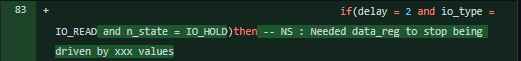 83 + if(delay = 2 and io_type =
IO_READ and n_state = IO_HOLD)then -- NS : Needed data_reg to stop being
driven by xxx values